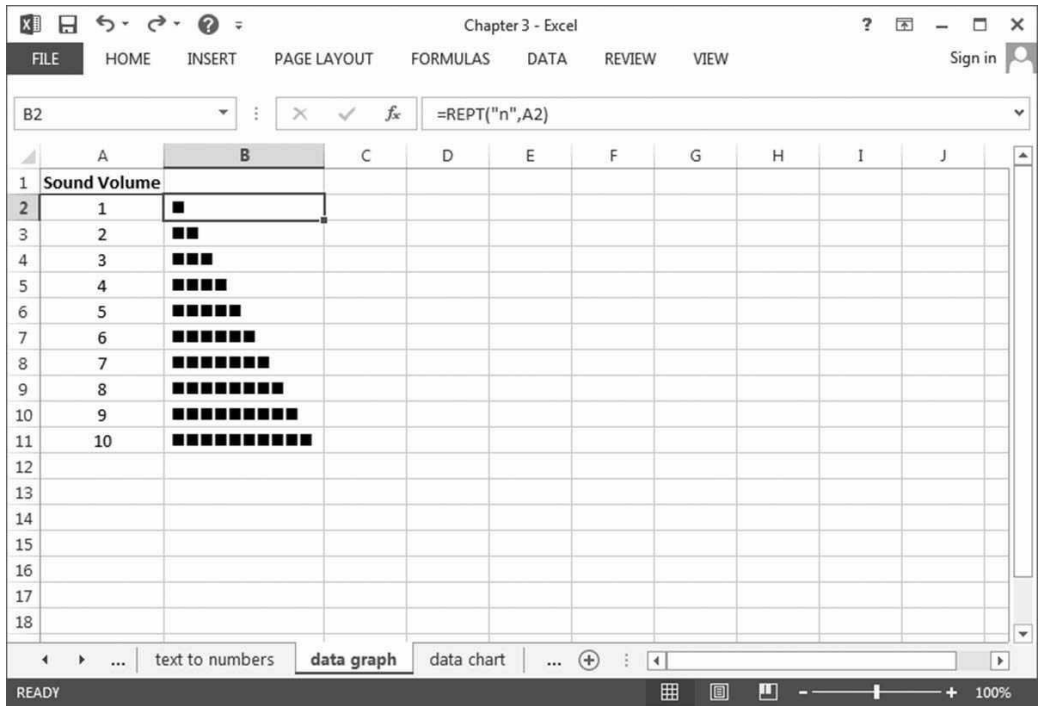 Chapter 3 - Excel
FILE HOME INSERT PAGE LAYOUT FORMULAS DATA REVIEW VIEW Sign in
B2 fx =REPT("n",A2)
A B C D E F G H I J
1 Sound Volume
2 1 ■
3 2 ■■
4 3 ■■■
5 4 ■■■■
6 5 ■■■■■
7 6 ■■■■■■
8 7 ■■■■■■■
9 8 ■■■■■■■■
10 9 ■■■■■■■■■
11 10 ■■■■■■■■■■
12
13
14
15
16
17
18
... text to numbers data graph data chart ...
READY 100%